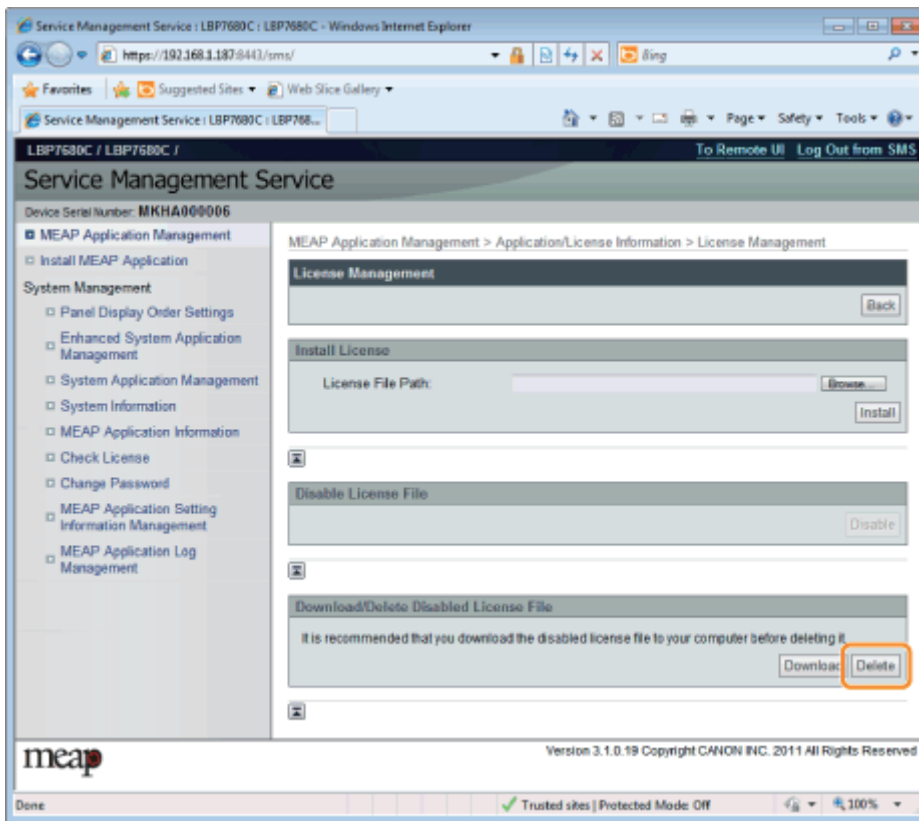 Service Management Service : LBP7680C : LBP7680C - Windows Internet Explorer
https://192.168.1.187:8443/sms/
Bing
Favorites Suggested Sites Web Slice Gallery
Service Management Service : LBP7680C : LBP768...
Page Safety Tools
LBP7680C / LBP7680C /
To Remote UI Log Out from SMS
Service Management Service
Device Serial Number: MKHA000006
MEAP Application Management
Install MEAP Application
System Management
Panel Display Order Settings
Enhanced System Application
Management
System Application Management
System Information
MEAP Application Information
Check License
Change Password
MEAP Application Setting
Information Management
MEAP Application Log
Management
MEAP Application Management > Application/License Information > License Management
License Management
Back
Install License
License File Path:
Browse...
Install
Disable License File
Disable
Download/Delete Disabled License File
It is recommended that you download the disabled license file to your computer before deleting it.
Download Delete
meap
Version 3.1.0.19 Copyright CANON INC. 2011 All Rights Reserved
Done
Trusted sites | Protected Mode: Off
100%